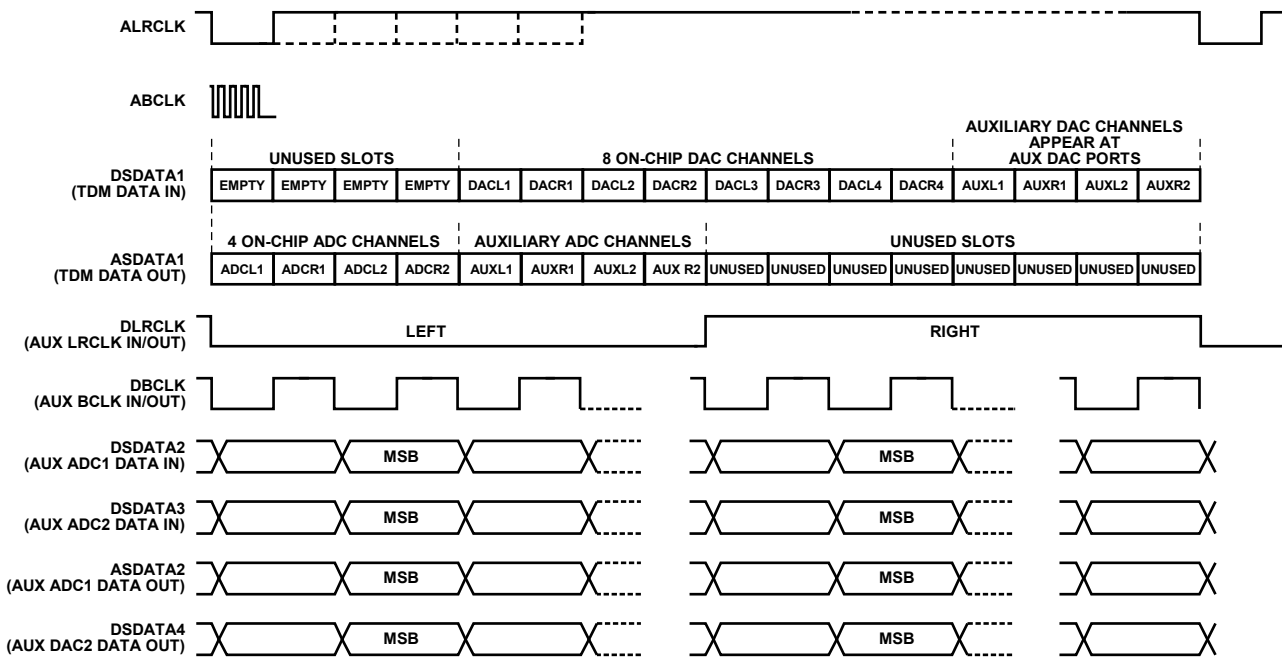 ALRCLK
ABCLK
AUXILIARY DAC CHANNELS
APPEAR AT
AUX DAC PORTS
UNUSED SLOTS
8 ON-CHIP DAC CHANNELS
DSDATA1
(TDM DATA IN)
EMPTY EMPTY EMPTY EMPTY DACL1 DACR1 DACL2 DACR2 DACL3 DACR3 DACL4 DACR4 AUXL1 AUXR1 AUXL2 AUXR2
4 ON-CHIP ADC CHANNELS
AUXILIARY ADC CHANNELS
UNUSED SLOTS
ASDATA1
(TDM DATA OUT)
ADCL1 ADCR1 ADCL2 ADCR2 AUXL1 AUXR1 AUXL2 AUX R2 UNUSED UNUSED UNUSED UNUSED UNUSED UNUSED UNUSED UNUSED
DLRCLK
(AUX LRCLK IN/OUT)
LEFT
RIGHT
DBCLK
(AUX BCLK IN/OUT)
DSDATA2
(AUX ADC1 DATA IN)
MSB
MSB
DSDATA3
(AUX ADC2 DATA IN)
MSB
MSB
ASDATA2
(AUX ADC1 DATA OUT)
MSB
MSB
DSDATA4
(AUX DAC2 DATA OUT)
MSB
MSB